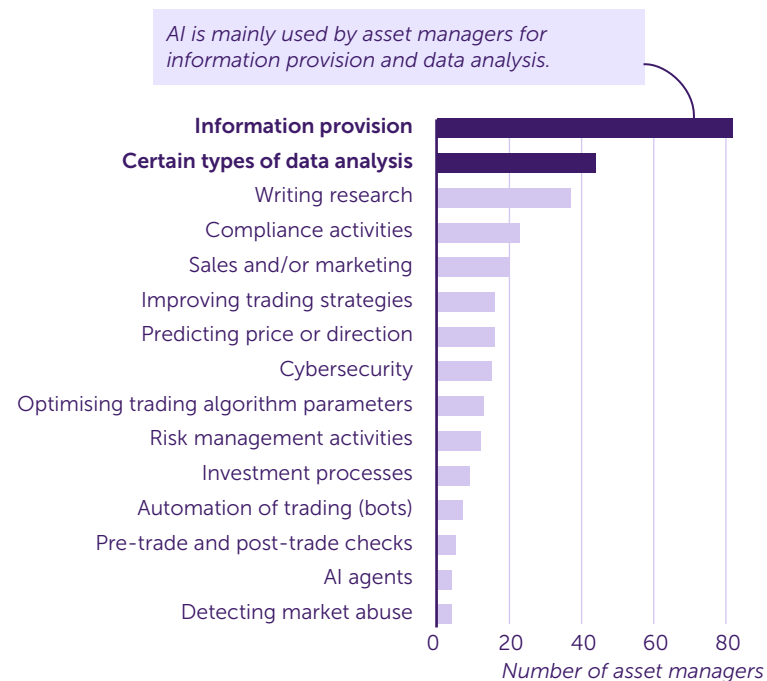 AI is mainly used by asset managers for
information provision and data analysis.
Information provision
Certain types of data analysis
Writing research
Compliance activities
Sales and/or marketing
Improving trading strategies
Predicting price or direction
Cybersecurity
Optimising trading algorithm parameters
Risk management activities
Investment processes
Automation of trading (bots)
Pre-trade and post-trade checks
AI agents
Detecting market abuse
0 20 40 60 80
Number of asset managers